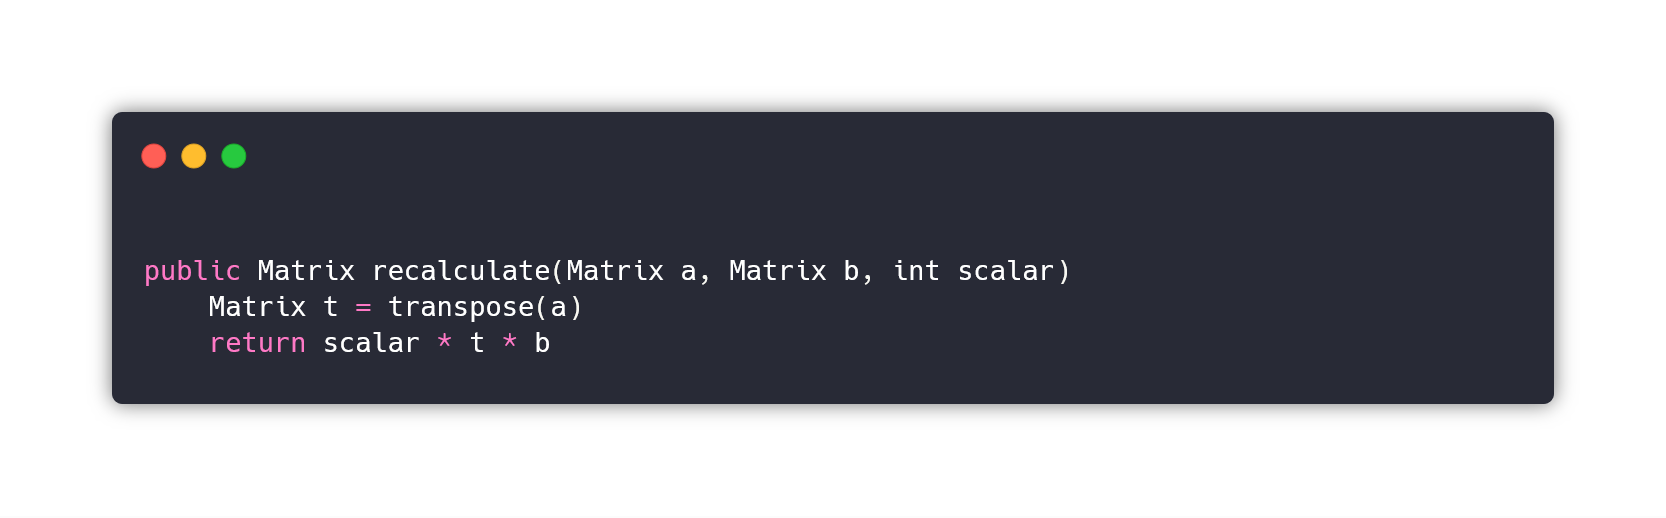 public Matrix recalculate(Matrix a, Matrix b, int scalar)
    Matrix t = transpose(a)
    return scalar * t * b